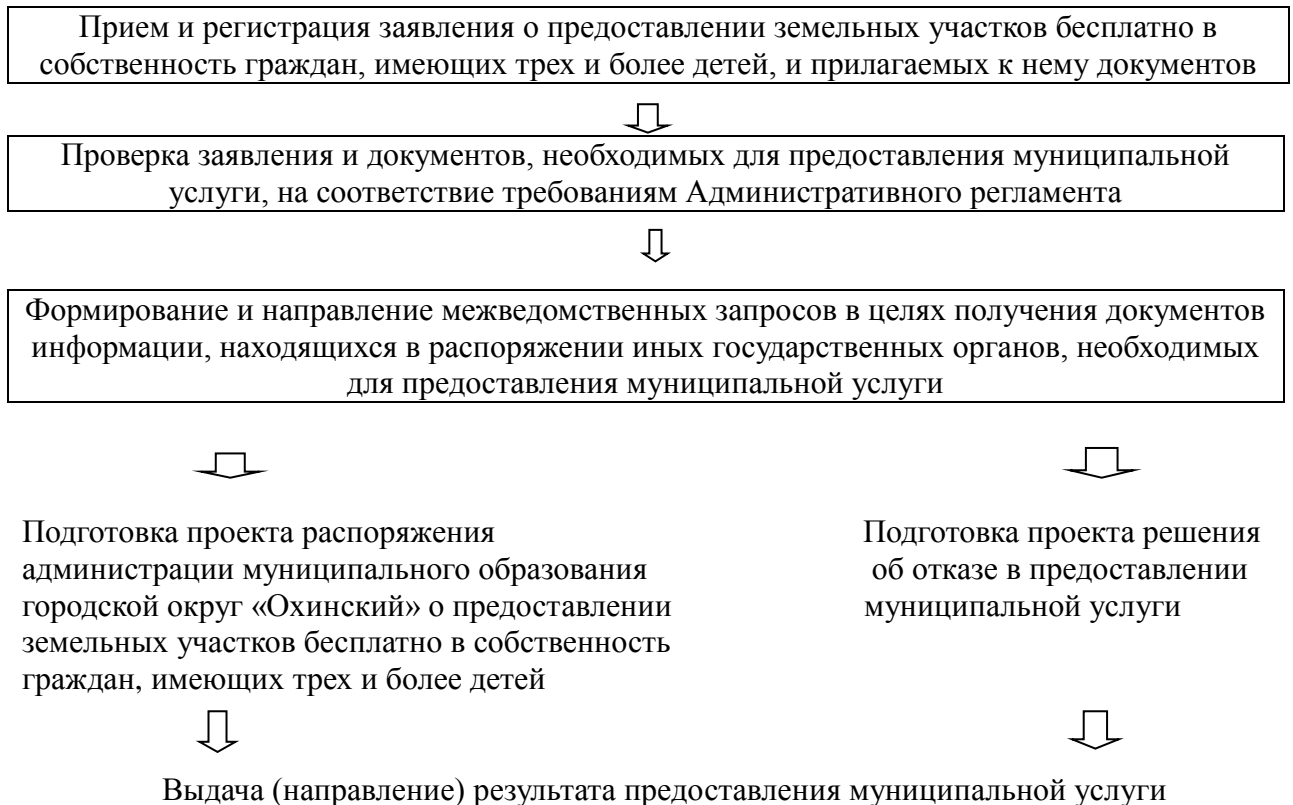 Прием и регистрация заявления о предоставлении земельных участков бесплатно в
собственность граждан, имеющих трех и более детей, и прилагаемых к нему документов
Проверка заявления и документов, необходимых для предоставления муниципальной
услуги, на соответствие требованиям Административного регламента
Формирование и направление межведомственных запросов в целях получения документов
информации, находящихся в распоряжении иных государственных органов, необходимых
для предоставления муниципальной услуги
Подготовка проекта распоряжения
администрации муниципального образования
городской округ «Охинский» о предоставлении
земельных участков бесплатно в собственность
граждан, имеющих трех и более детей
Подготовка проекта решения
об отказе в предоставлении
муниципальной услуги
Выдача (направление) результата предоставления муниципальной услуги